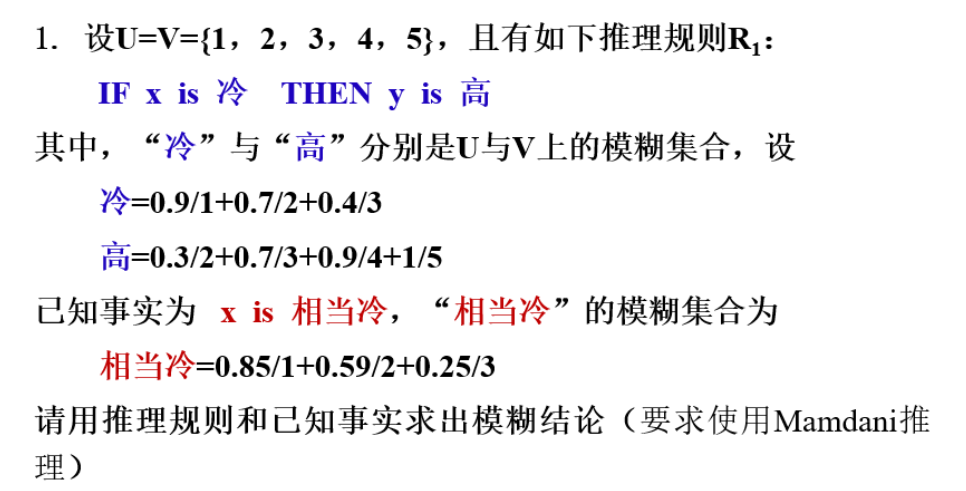 1. 设U=V={1，2，3，4，5}，且有如下推理规则R₁：
IF x is 冷 THEN y is 高
其中，“冷”与“高”分别是U与V上的模糊集合，设
冷=0.9/1+0.7/2+0.4/3
高=0.3/2+0.7/3+0.9/4+1/5
已知事实为 x is 相当冷，“相当冷”的模糊集合为
相当冷=0.85/1+0.59/2+0.25/3
请用推理规则和已知事实求出模糊结论（要求使用Mamdani推
理）